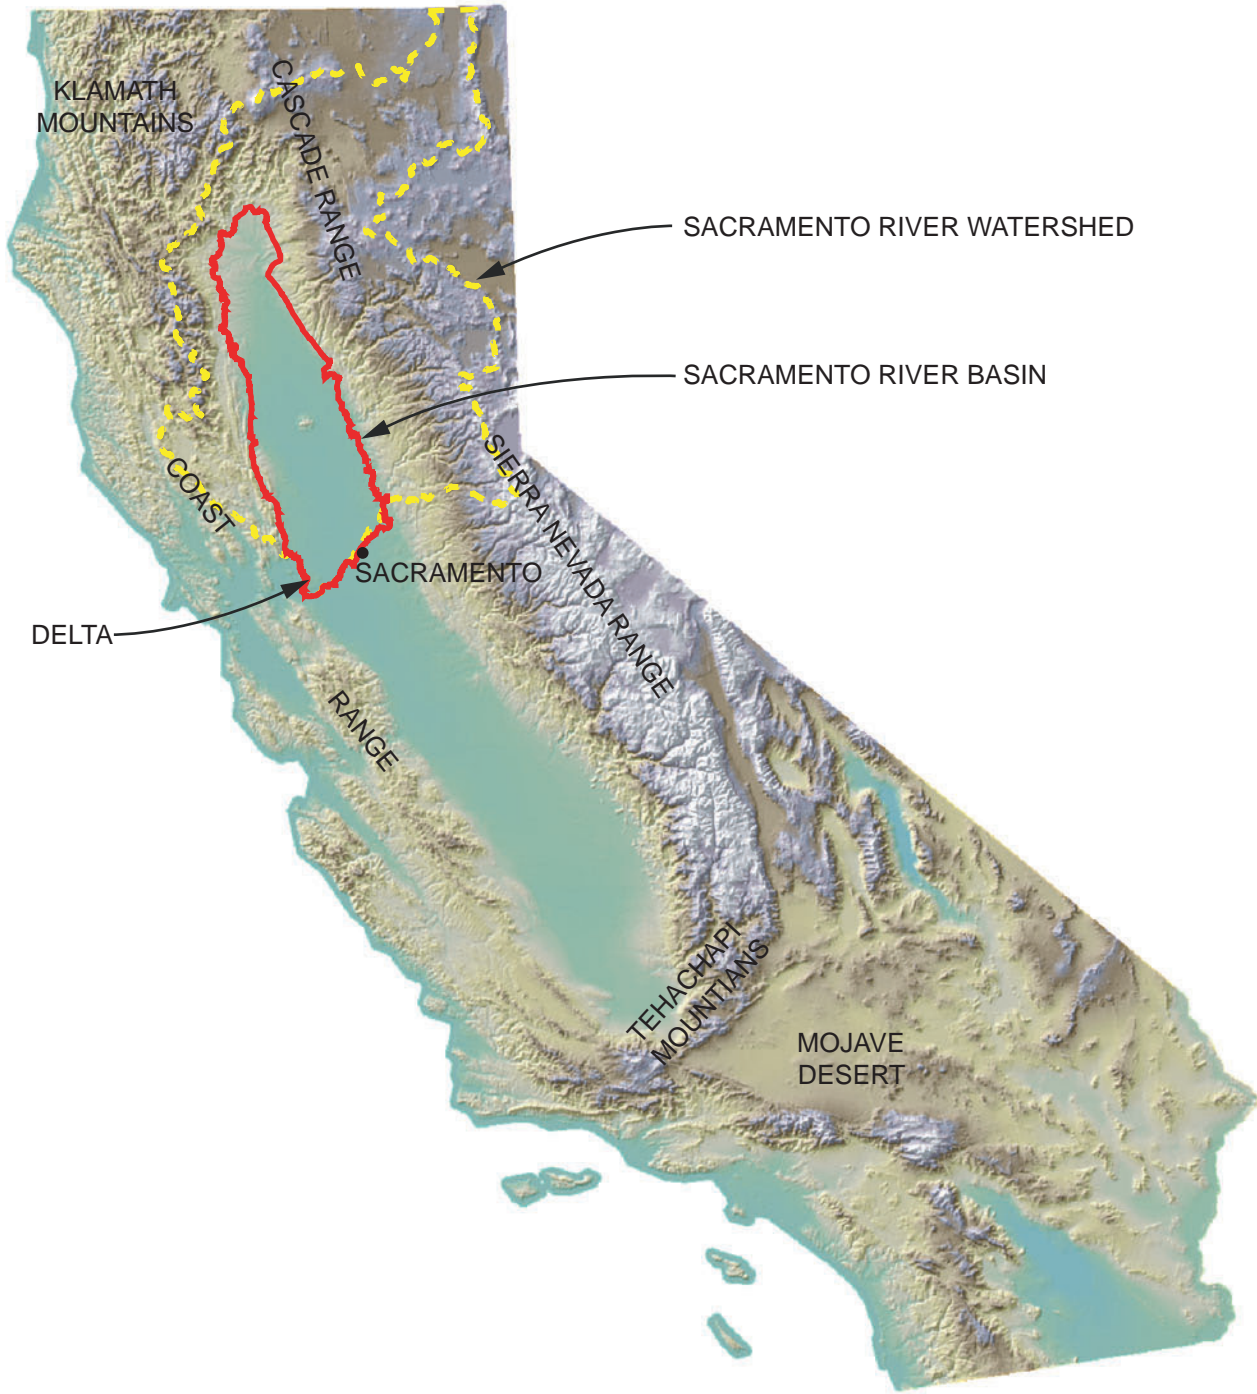 KLAMATH
MOUNTAINS
CASCADE RANGE
SACRAMENTO RIVER WATERSHED
SACRAMENTO RIVER BASIN
COAST
SIERRA NEVADA RANGE
SACRAMENTO
DELTA
RANGE
TEHACHAPI
MOUNTIANS
MOJAVE
DESERT